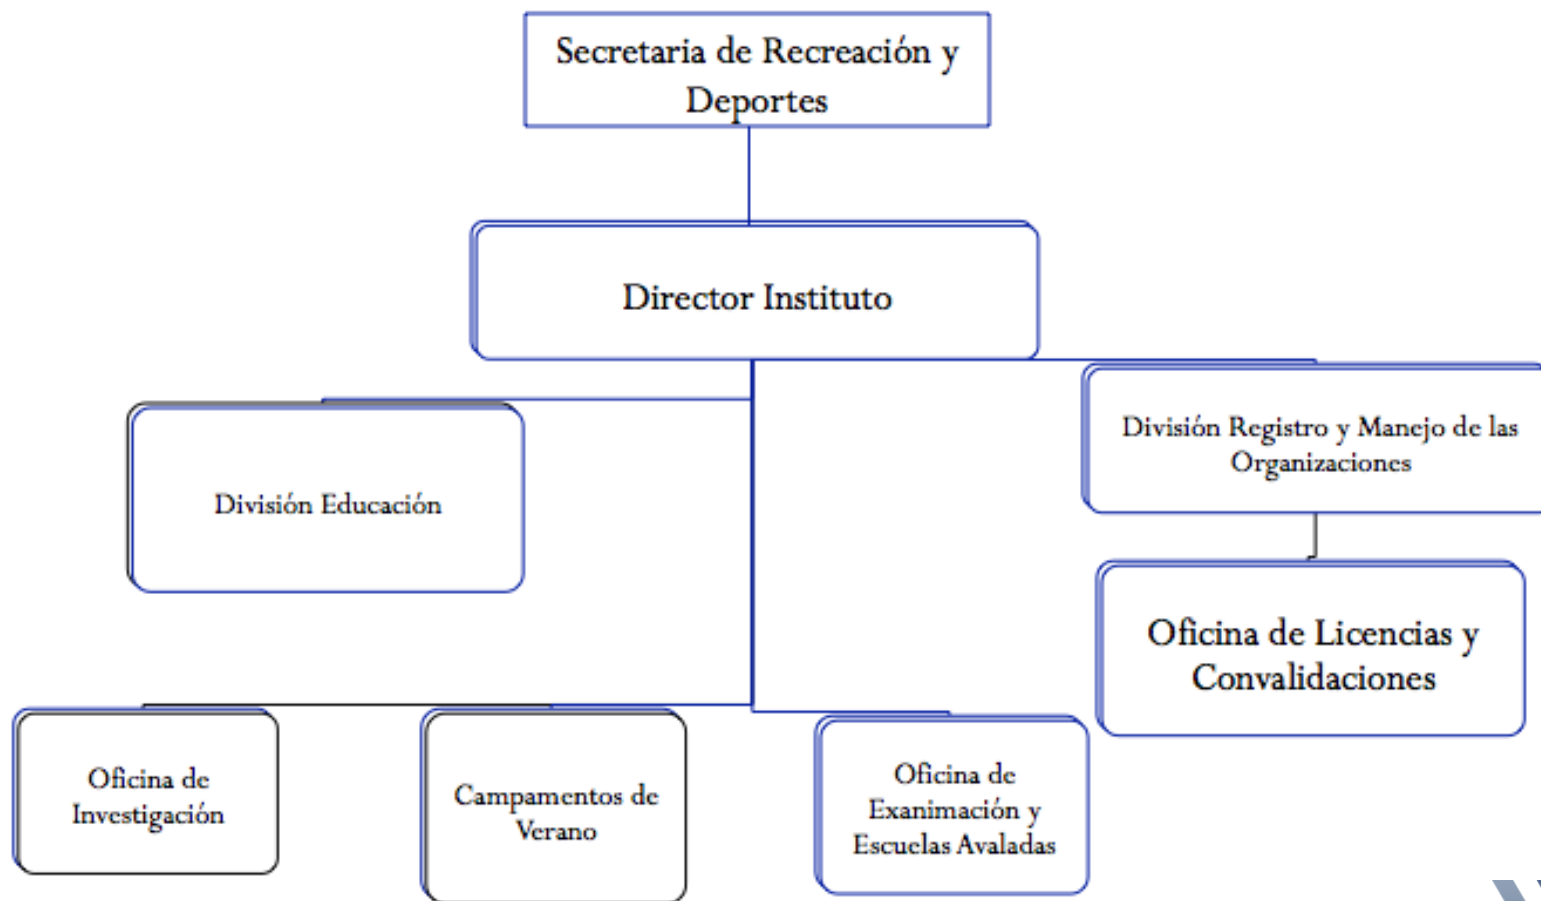 Secretaria de Recreación y
Deportes
Director Instituto
División Registro y Manejo de las
Organizaciones
División Educación
Oficina de Licencias y
Convalidaciones
Oficina de
Investigación
Campamentos de
Verano
Oficina de
Exanimación y
Escuelas Avaladas